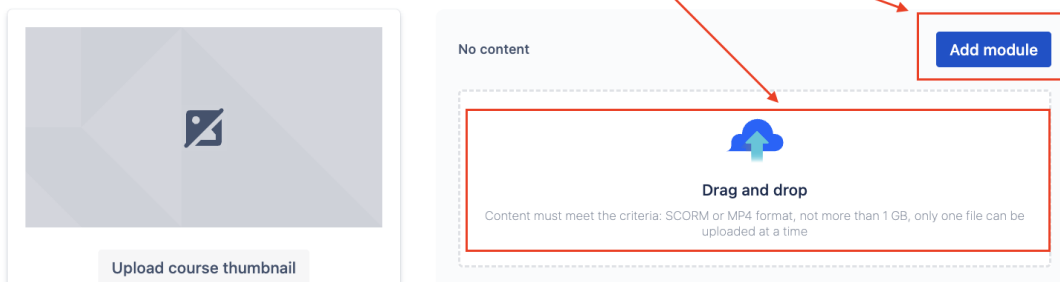 No content
Add module
Drag and drop
Content must meet the criteria: SCORM or MP4 format, not more than 1 GB, only one file can be
uploaded at a time
Upload course thumbnail